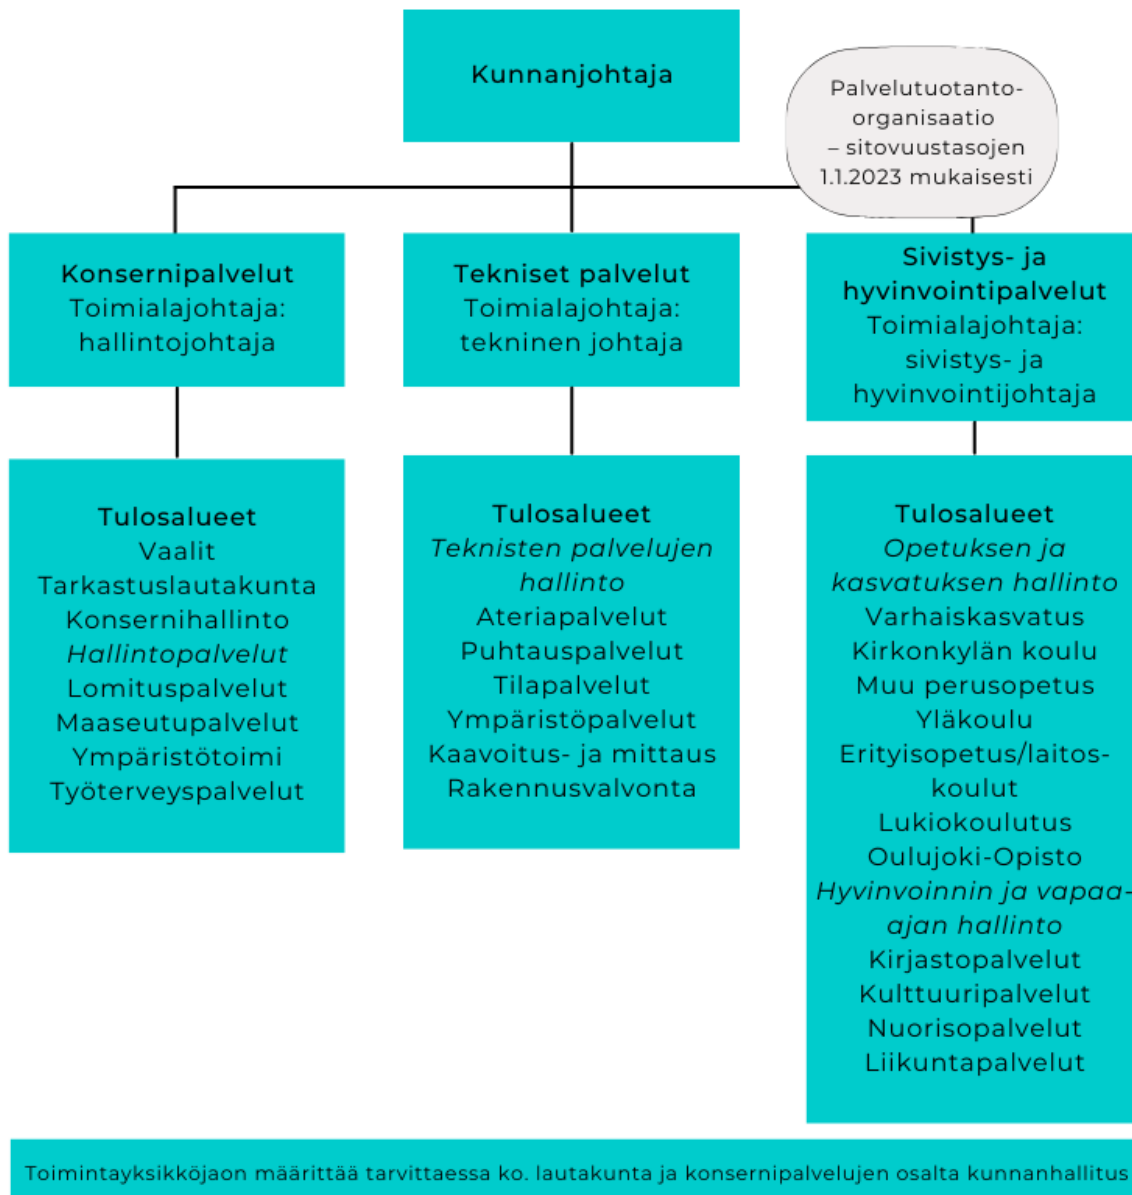 Kunnanjohtaja
Palvelutuotanto-
organisaatio
– sitovuustasojen
1.1.2023 mukaisesti
Konsernipalvelut
Toimialajohtaja:
hallintojohtaja
Tekniset palvelut
Toimialajohtaja:
tekninen johtaja
Sivistys- ja
hyvinvointipalvelut
Toimialajohtaja:
sivistys- ja
hyvinvointijohtaja
Tulosalueet
Vaalit
Tarkastuslautakunta
Konsernihallinto
Hallintopalvelut
Lomituspalvelut
Maaseutupalvelut
Ympäristötoimi
Työterveyspalvelut
Tulosalueet
Teknisten palvelujen
hallinto
Ateriapalvelut
Puhtauspalvelut
Tilapalvelut
Ympäristöpalvelut
Kaavoitus- ja mittaus
Rakennusvalvonta
Tulosalueet
Opetuksen ja
kasvatuksen hallinto
Varhaiskasvatus
Kirkonkylän koulu
Muu perusopetus
Yläkoulu
Erityisopetus/laitos-
koulut
Lukiokoulutus
Oulujoki-Opisto
Hyvinvoinnin ja vapaa-
ajan hallinto
Kirjastopalvelut
Kulttuuripalvelut
Nuorisopalvelut
Liikuntapalvelut
Toimintayksikköjaon määrittää tarvittaessa ko. lautakunta ja konsernipalvelujen osalta kunnanhallitus